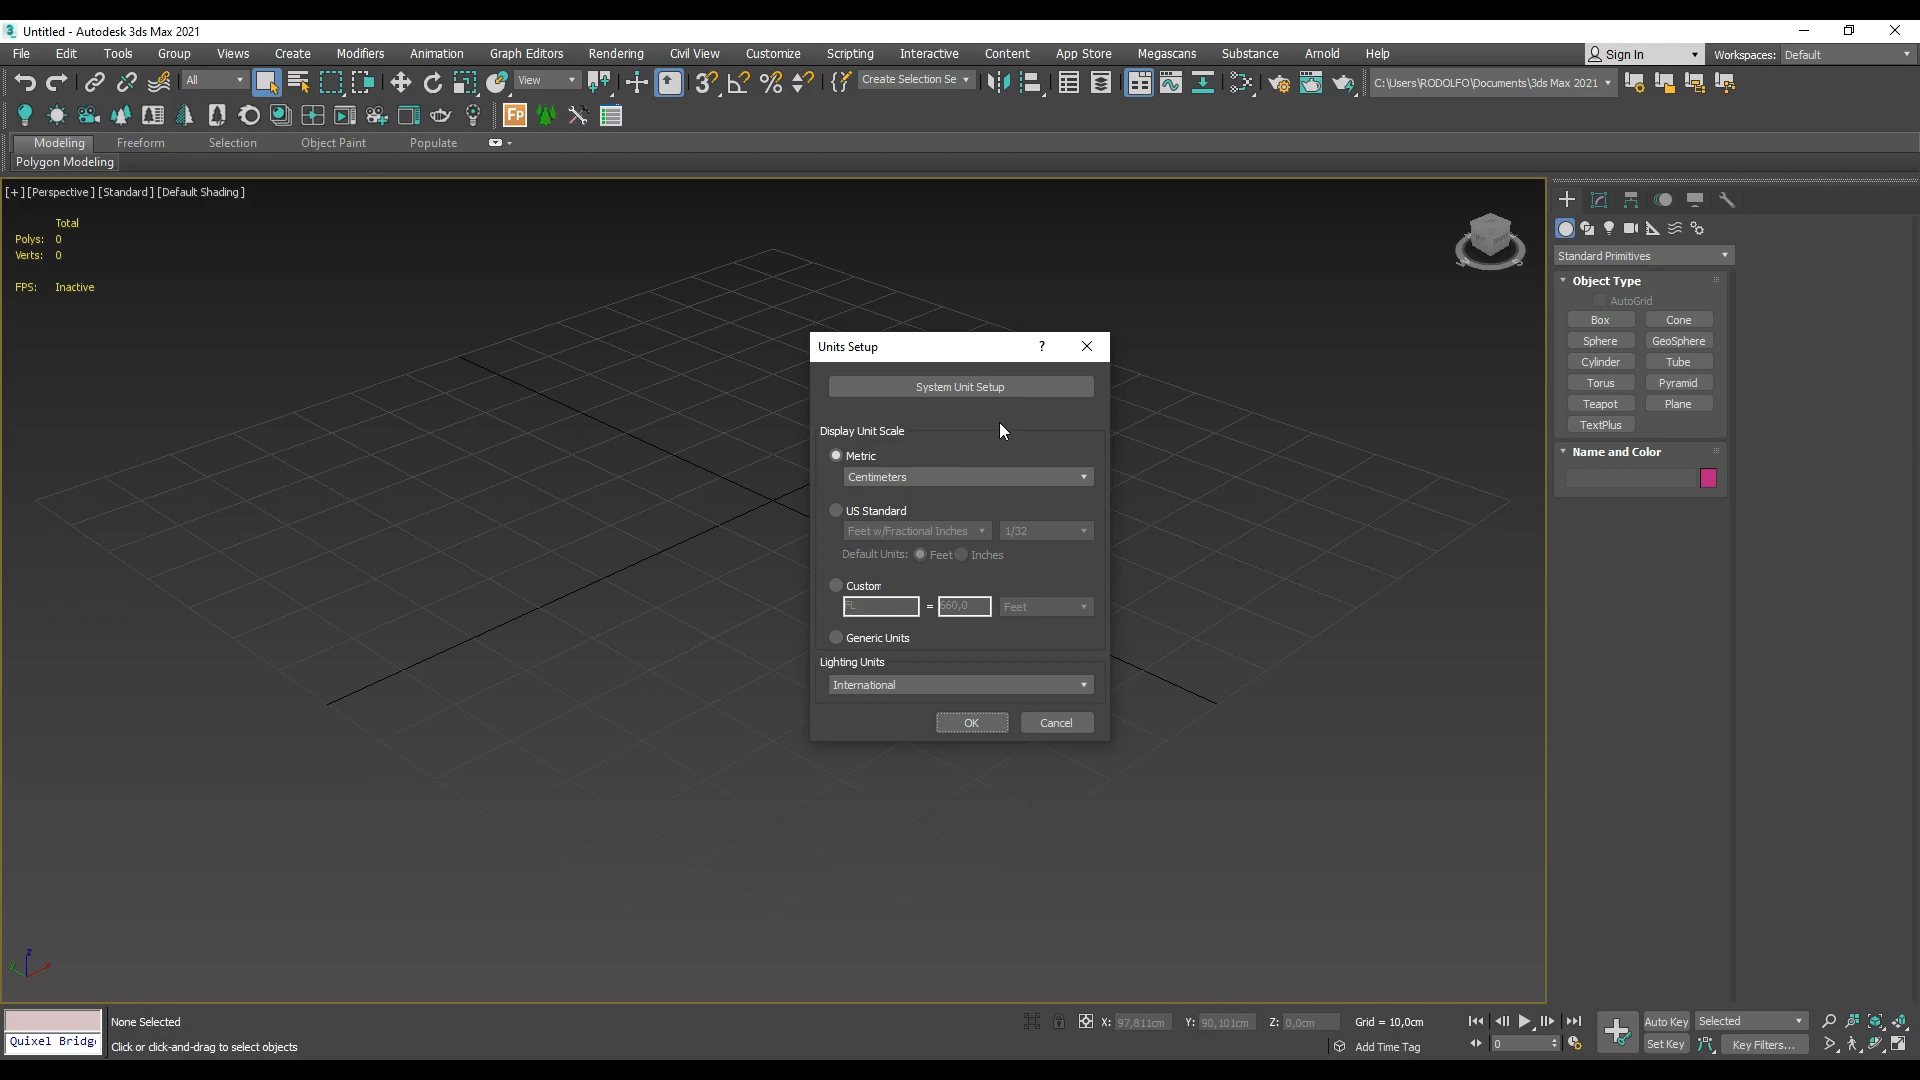 Untitled - Autodesk 3ds Max 2021
File Edit Tools Group Views Create Modifiers Animation Graph Editors Rendering Civil View Customize Scripting Interactive Content App Store Megascans Substance Arnold Help Sign In Workspaces: Default
All View Create Selection Se C:\Users\RODOLFO\Documents\3ds Max 2021
Fp
Modeling Freeform Selection Object Paint Populate
Polygon Modeling
[+] [Perspective] [Standard] [Default Shading]
Total
Polys: 0
Verts: 0
FPS: Inactive
Standard Primitives
Object Type
AutoGrid
Box Cone
Sphere GeoSphere
Cylinder Tube
Torus Pyramid
Teapot Plane
TextPlus
Name and Color
Units Setup ?
System Unit Setup
Display Unit Scale
Metric
Centimeters
US Standard
Feet w/Fractional Inches 1/32
Default Units: Feet Inches
Custom
FL = 660,0 Feet
Generic Units
Lighting Units
International
OK Cancel
z
x
y
None Selected X: 97,811cm Y: 90,101cm Z: 0,0cm Grid = 10,0cm Auto Key Selected
Quixel Bridg Click or click-and-drag to select objects Add Time Tag 0 Set Key Key Filters...